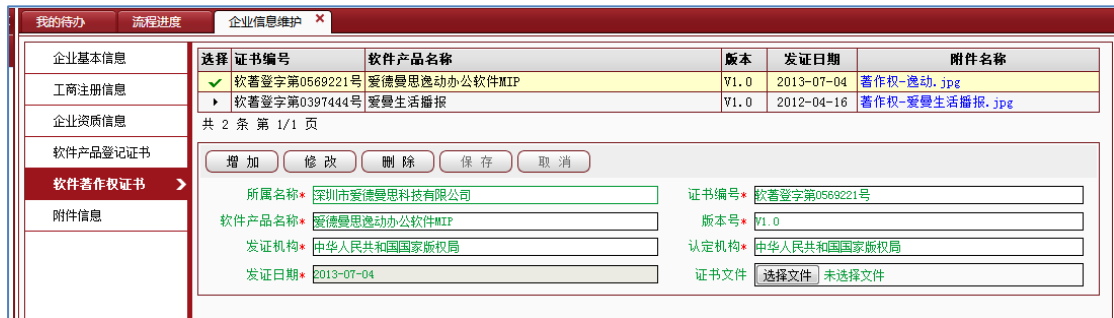 我的待办 流程进度 企业信息维护 ×
企业基本信息
工商注册信息
企业资质信息
软件产品登记证书
软件著作权证书
附件信息
选择 证书编号 软件产品名称 版本 发证日期 附件名称
软著登字第0569221号 爱德曼思逸动办公软件MIP V1.0 2013-07-04 著作权-逸动.jpg
软著登字第0397444号 爱曼生活播报 V1.0 2012-04-16 著作权-爱曼生活播报.jpg
共 2 条 第 1/1 页
增 加 修 改 删 除 保 存 取 消
所属名称* 深圳市爱德曼思科技有限公司 证书编号* 软著登字第0569221号
软件产品名称* 爱德曼思逸动办公软件MIP 版本号* V1.0
发证机构* 中华人民共和国国家版权局 认定机构* 中华人民共和国国家版权局
发证日期* 2013-07-04 证书文件 选择文件 未选择文件